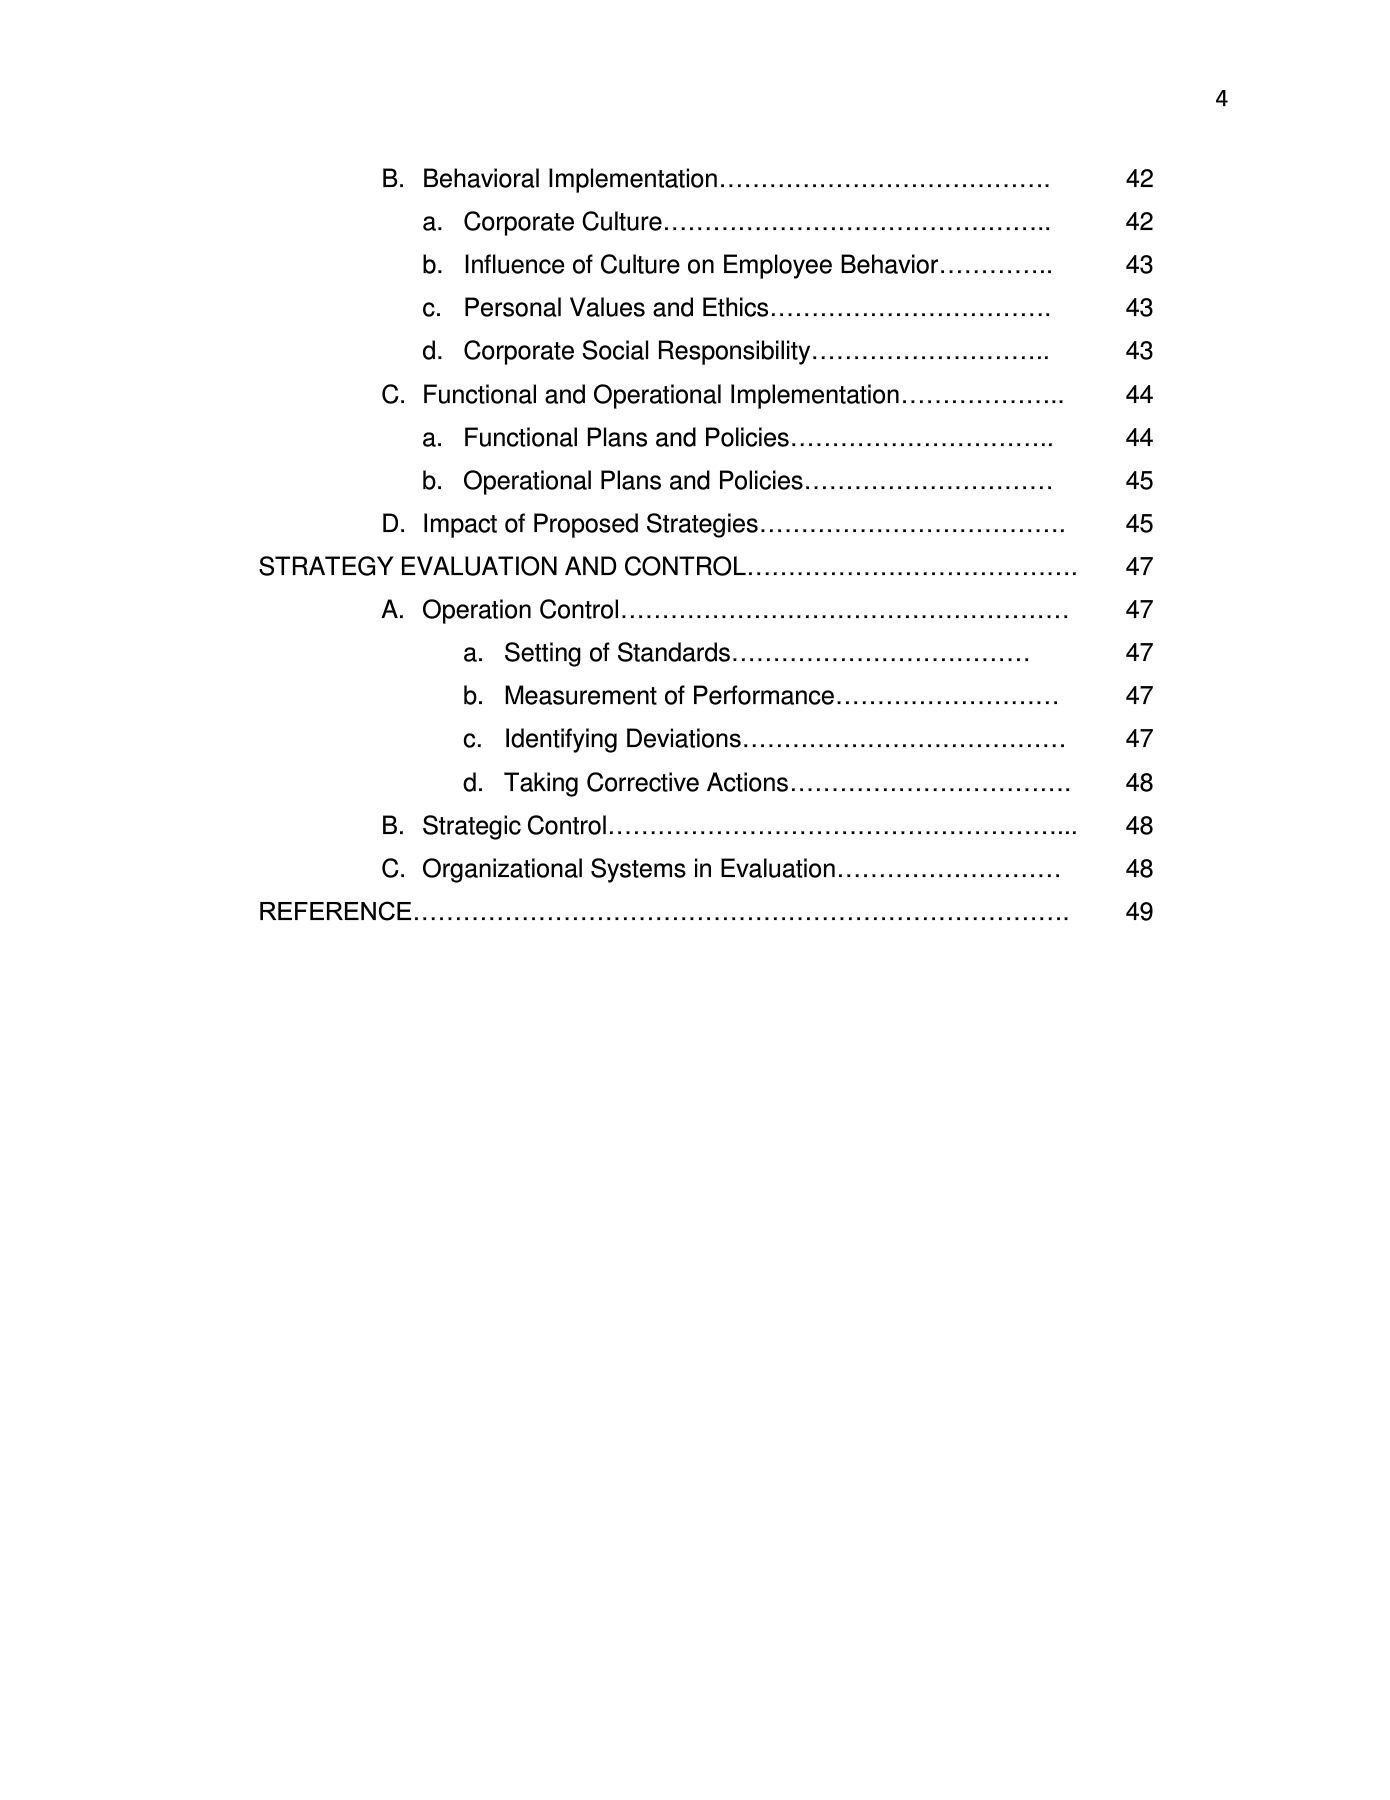 4
B. Behavioral Implementation…………………………………. 42
a. Corporate Culture……………………………………….. 42
b. Influence of Culture on Employee Behavior………….. 43
c. Personal Values and Ethics……………………………. 43
d. Corporate Social Responsibility……………………….. 43
C. Functional and Operational Implementation……………….. 44
a. Functional Plans and Policies………………………….. 44
b. Operational Plans and Policies………………………… 45
D. Impact of Proposed Strategies………………………………. 45
STRATEGY EVALUATION AND CONTROL…………………………………. 47
A. Operation Control……………………………………………… 47
a. Setting of Standards……………………………… 47
b. Measurement of Performance……………………… 47
c. Identifying Deviations………………………………… 47
d. Taking Corrective Actions……………………………. 48
B. Strategic Control………………………………………………... 48
C. Organizational Systems in Evaluation……………………… 48
REFERENCE……………………………………………………………………. 49